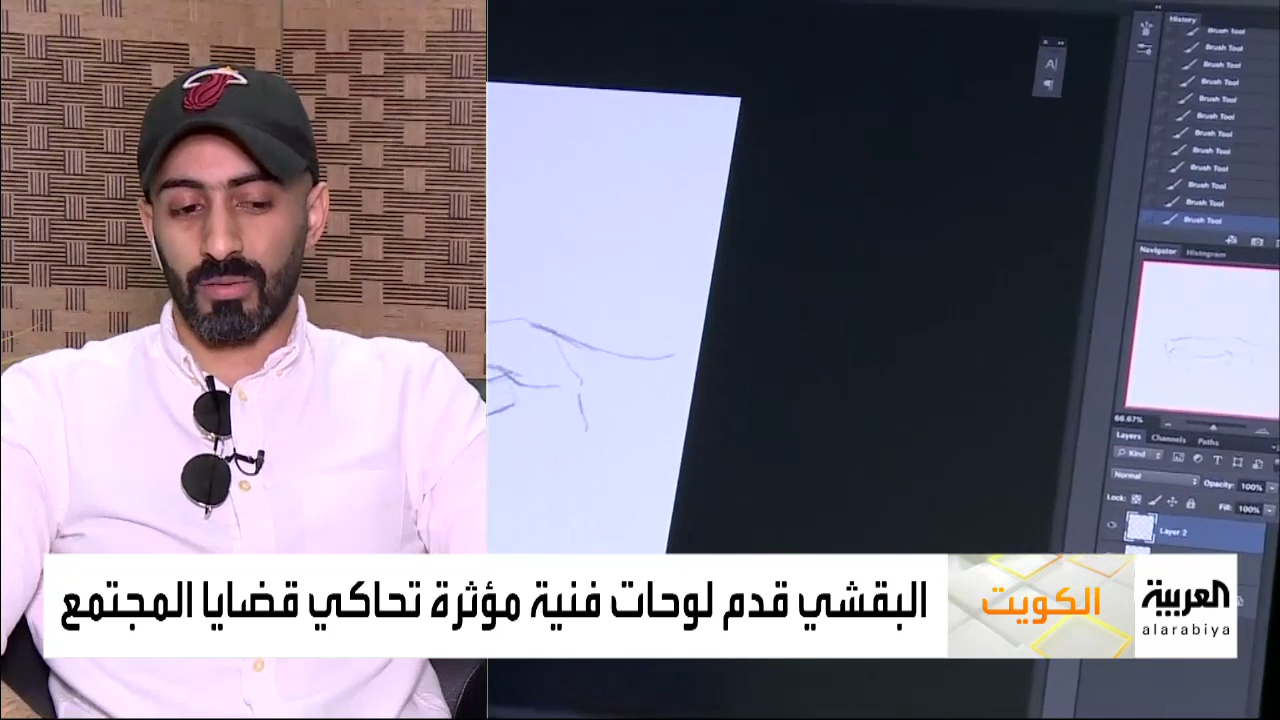 History
Brush Tool
Brush Tool
Brush Tool
Brush Tool
Brush Tool
Brush Tool
Brush Tool
Brush Tool
Brush Tool
Brush Tool
Brush Tool
Brush Tool
A
¶
Navigator Histogram
66.67%
Layers Channels Paths
Kind
T
Normal Opacity: 100%
Lock: Fill: 100%
Layer 2
البقشي قدم لوحات فنية مؤثرة تحاكي قضايا المجتمع
الكويت
العربية
alarabiya